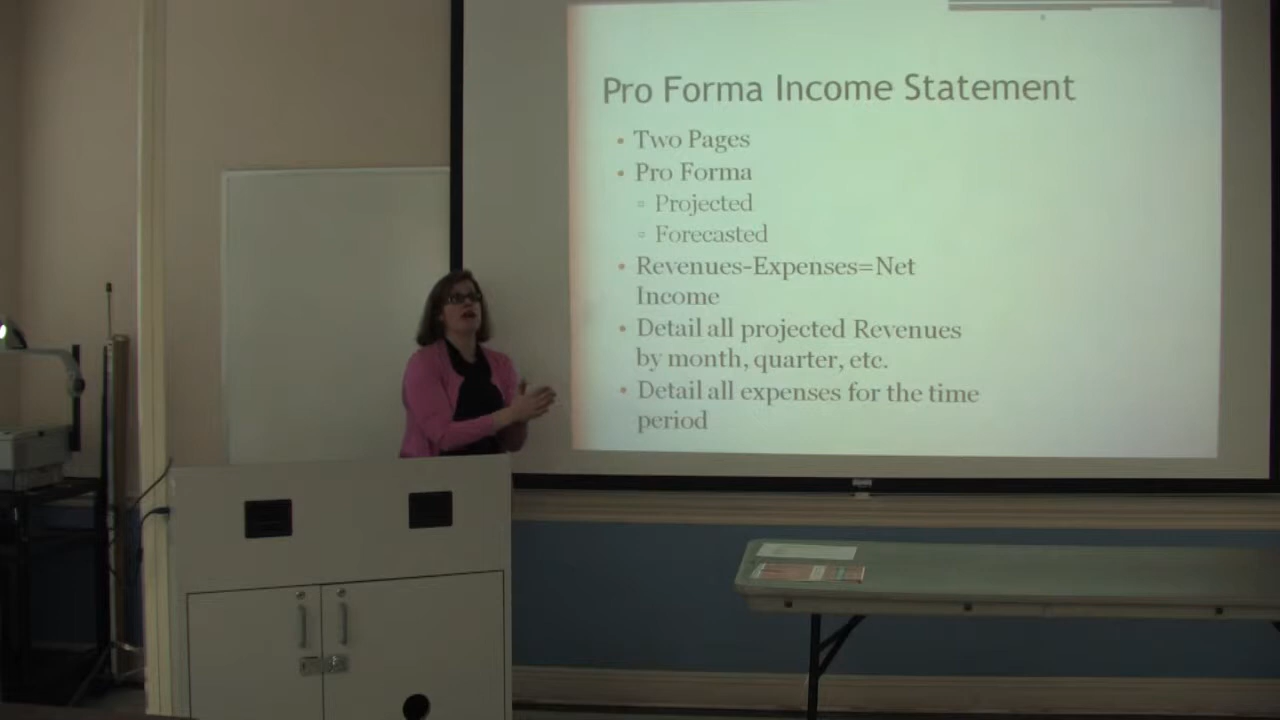 Pro Forma Income Statement
• Two Pages
• Pro Forma
▫ Projected
▫ Forecasted
• Revenues-Expenses=Net
Income
• Detail all projected Revenues
by month, quarter, etc.
• Detail all expenses for the time
period